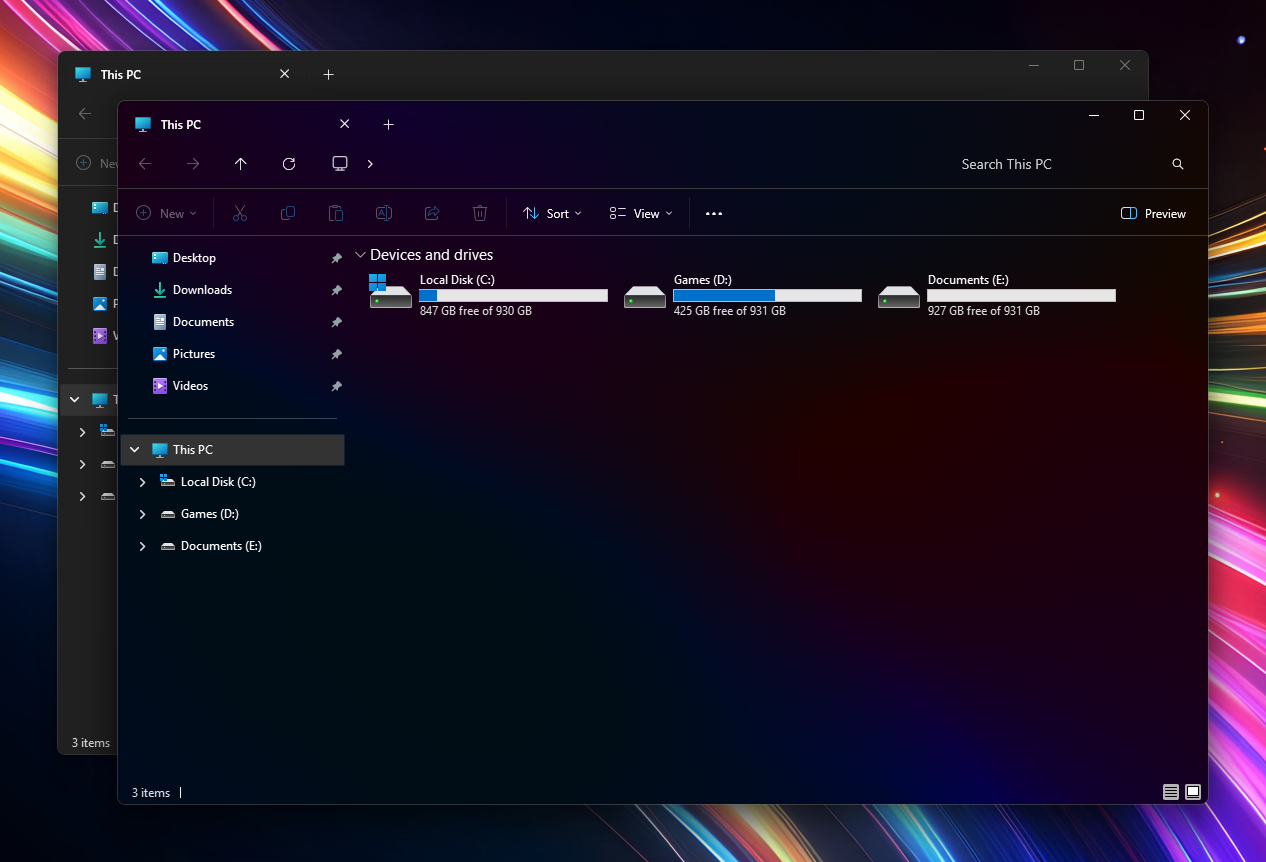 This PC
New
3 items
This PC
Search This PC
New
Sort
View
Preview
Desktop
Downloads
Documents
Pictures
Videos
This PC
Local Disk (C:)
Games (D:)
Documents (E:)
Devices and drives
Local Disk (C:)
847 GB free of 930 GB
Games (D:)
425 GB free of 931 GB
Documents (E:)
927 GB free of 931 GB
3 items